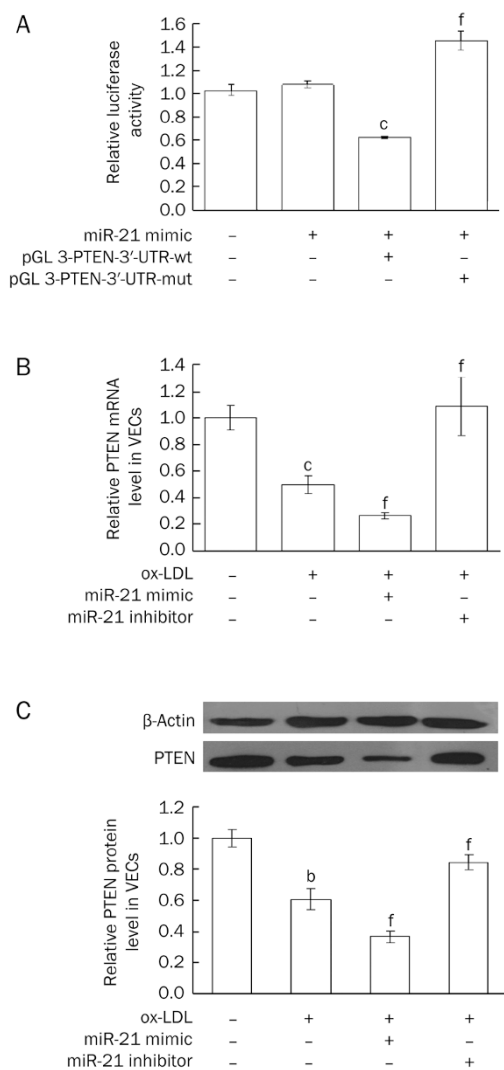 A
Relative luciferase
activity
1.6
1.4
1.2
1.0
0.8
0.6
0.4
0.2
0.0
c
f
miR-21 mimic – + + +
pGL 3-PTEN-3′-UTR-wt – – + –
pGL 3-PTEN-3′-UTR-mut – – – +
B
Relative PTEN mRNA
level in VECs
1.4
1.2
1.0
0.8
0.6
0.4
0.2
0.0
c
f
f
ox-LDL – + + +
miR-21 mimic – – + –
miR-21 inhibitor – – – +
C
β-Actin
PTEN
Relative PTEN protein
level in VECs
1.2
1.0
0.8
0.6
0.4
0.2
0.0
b
f
f
ox-LDL – + + +
miR-21 mimic – – + –
miR-21 inhibitor – – – +